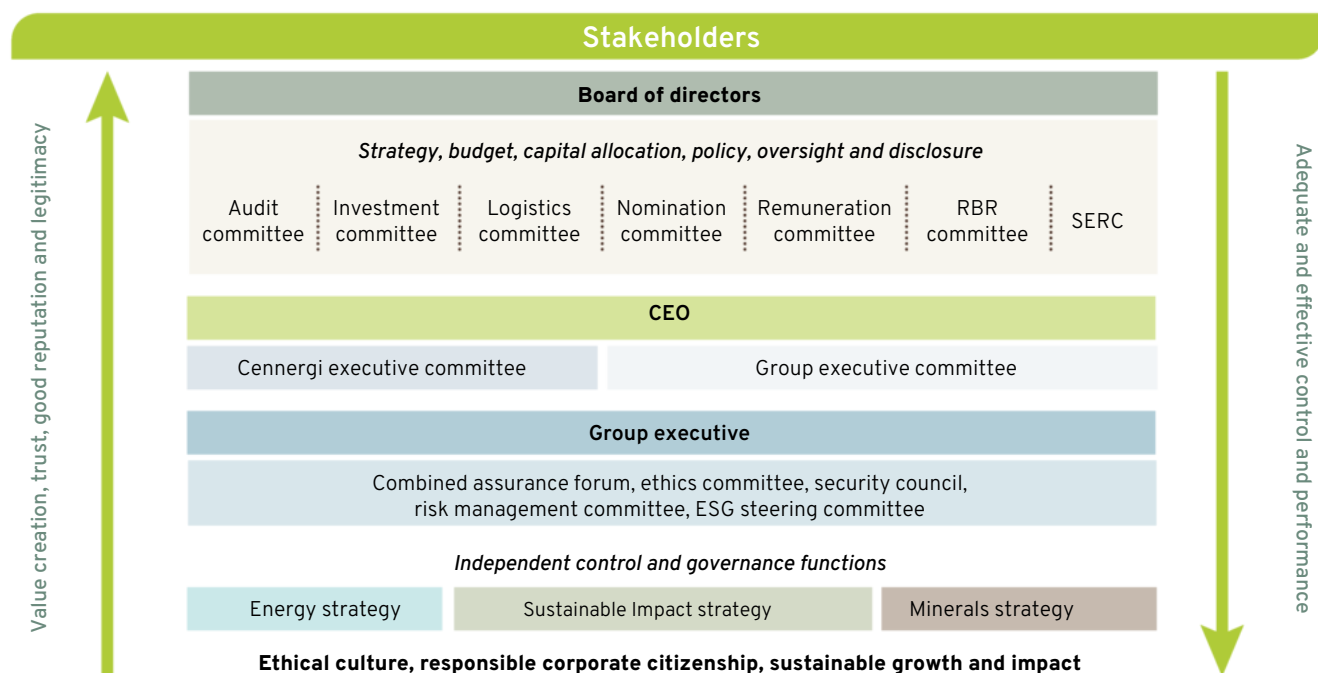 Stakeholders
Value creation, trust, good reputation and legitimacy
Board of directors
Strategy, budget, capital allocation, policy, oversight and disclosure
Audit
committee
Investment
committee
Logistics
committee
Nomination
committee
Remuneration
committee
RBR
committee
SERC
CEO
Cennergi executive committee
Group executive committee
Group executive
Combined assurance forum, ethics committee, security council,
risk management committee, ESG steering committee
Independent control and governance functions
Energy strategy
Sustainable Impact strategy
Minerals strategy
Ethical culture, responsible corporate citizenship, sustainable growth and impact
Adequate and effective control and performance